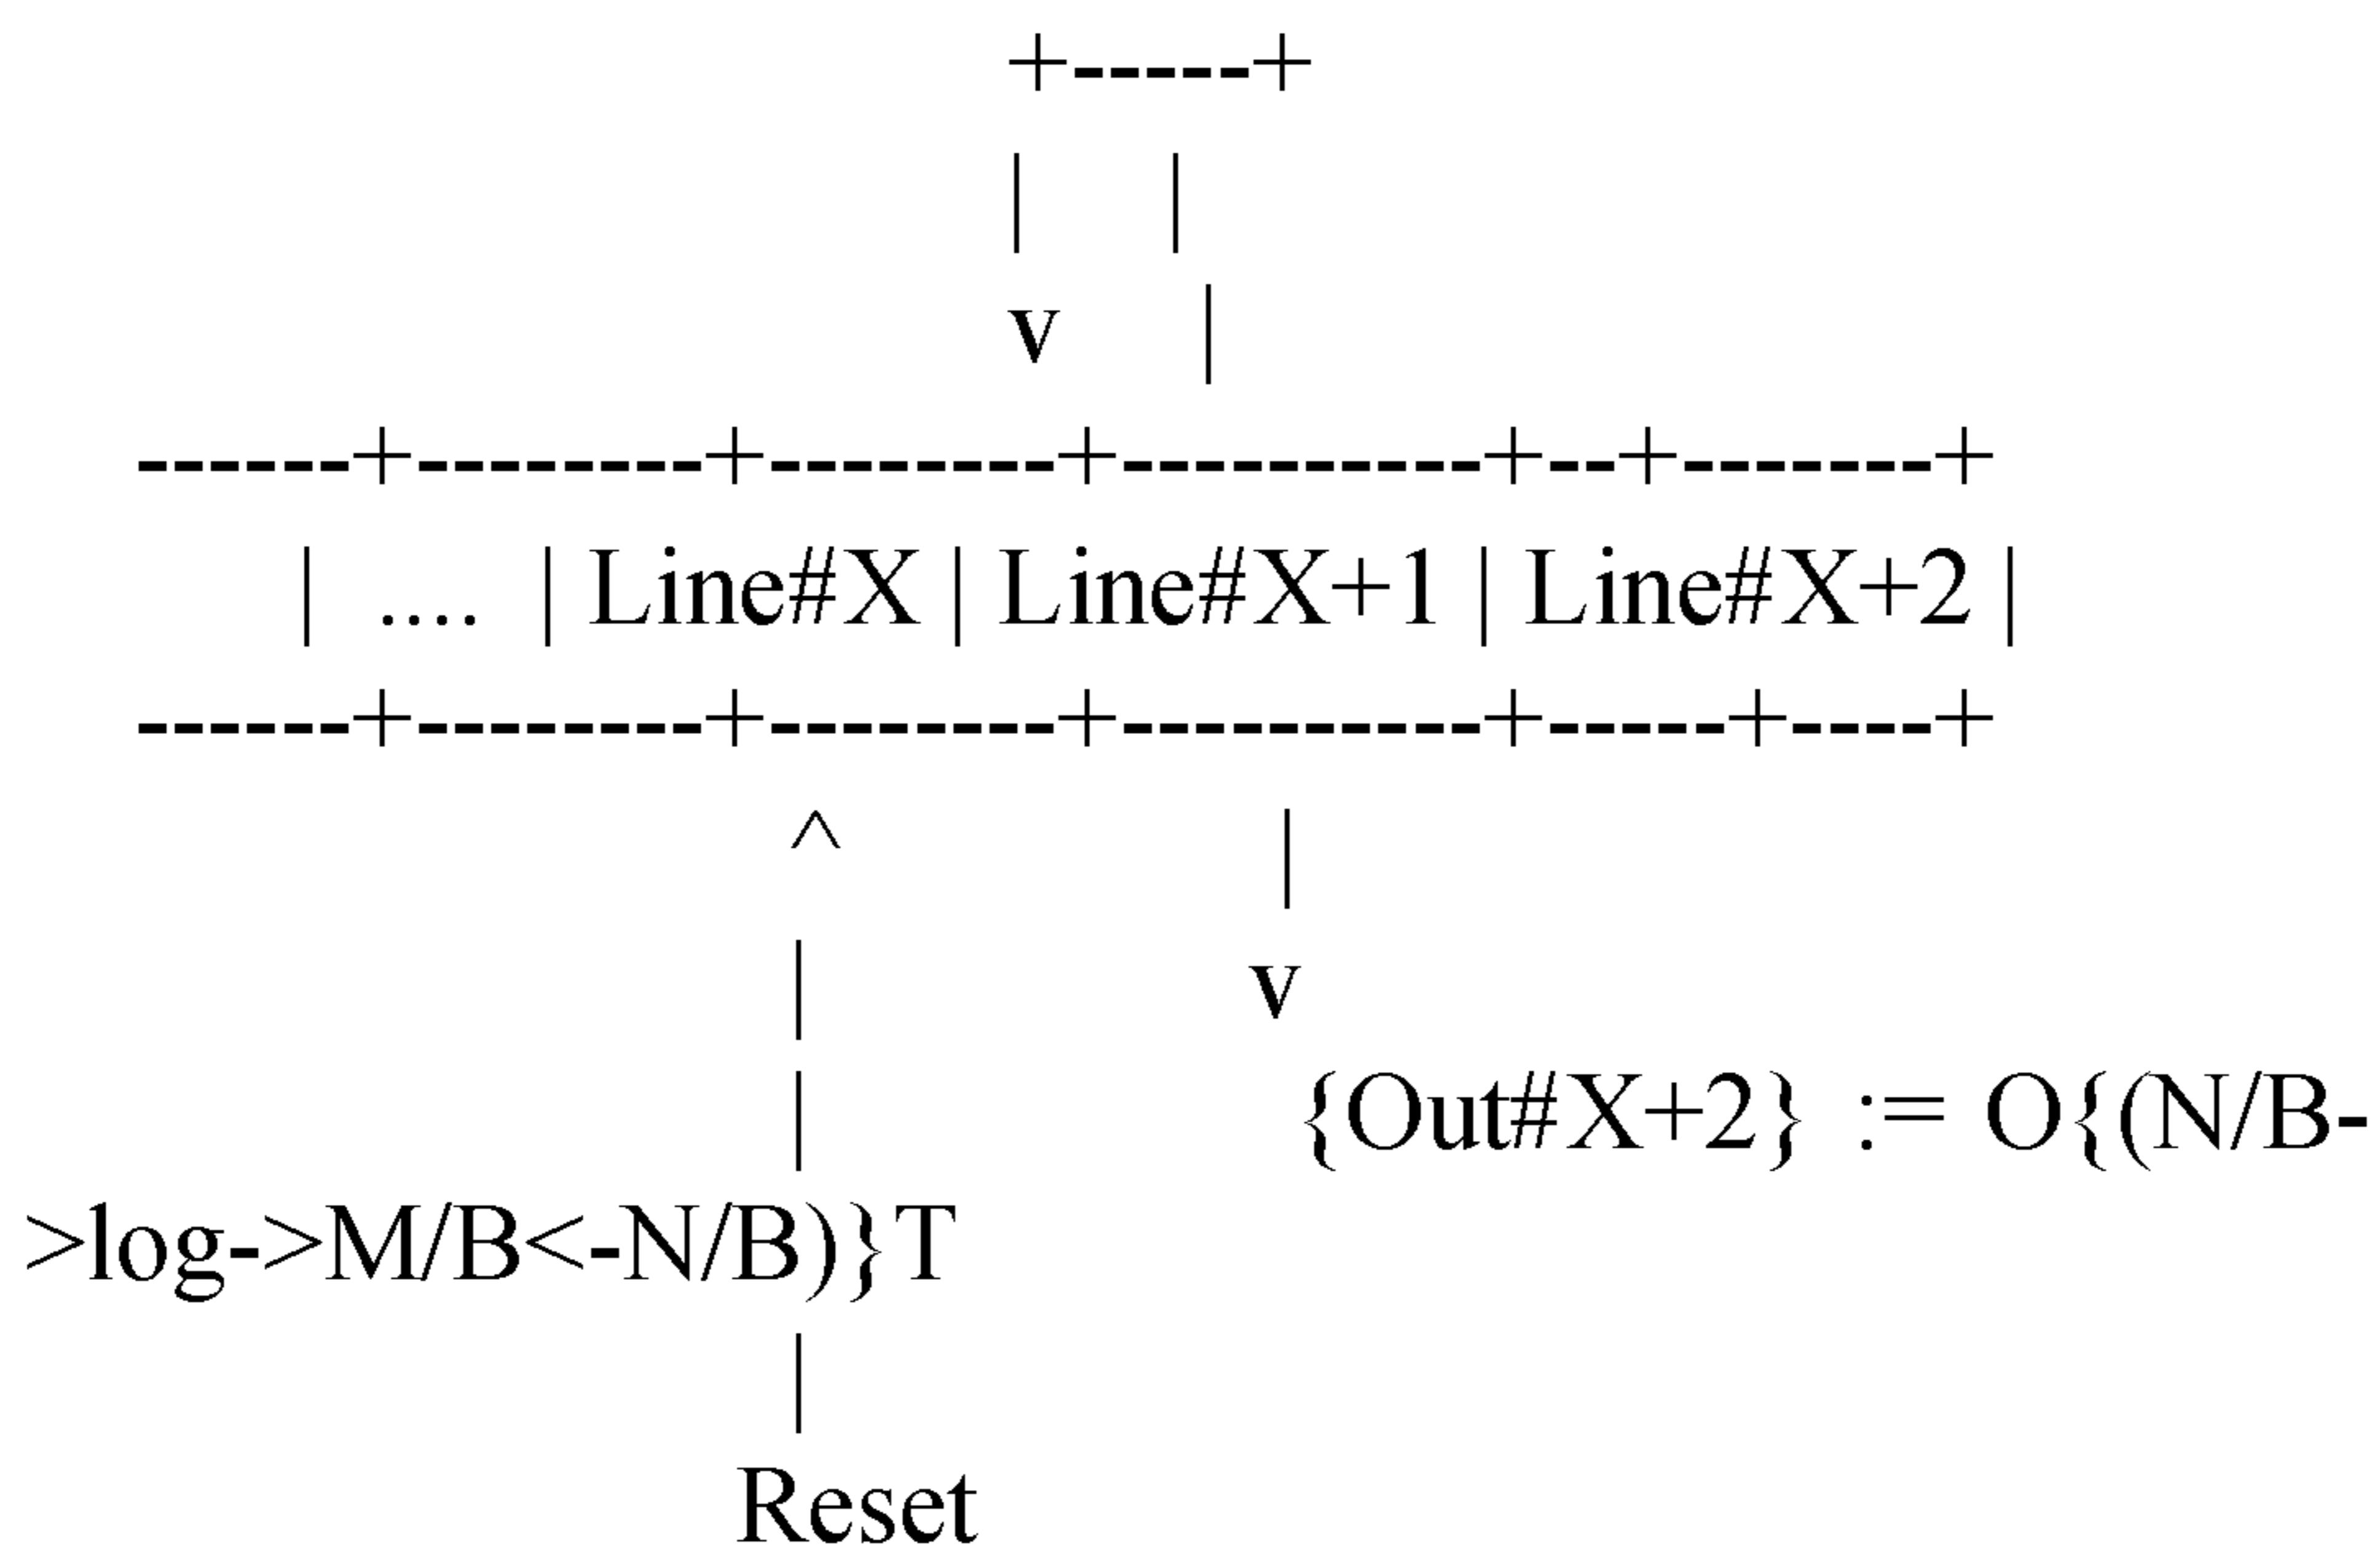 +-----+
| |
v |
------+--------+--------+----------+--+-------+
| .... | Line#X | Line#X+1 | Line#X+2 |
------+--------+--------+----------+-----+----+
^ |
| v
| {Out#X+2} := O{(N/B-
>log->M/B<-N/B)}T
|
Reset